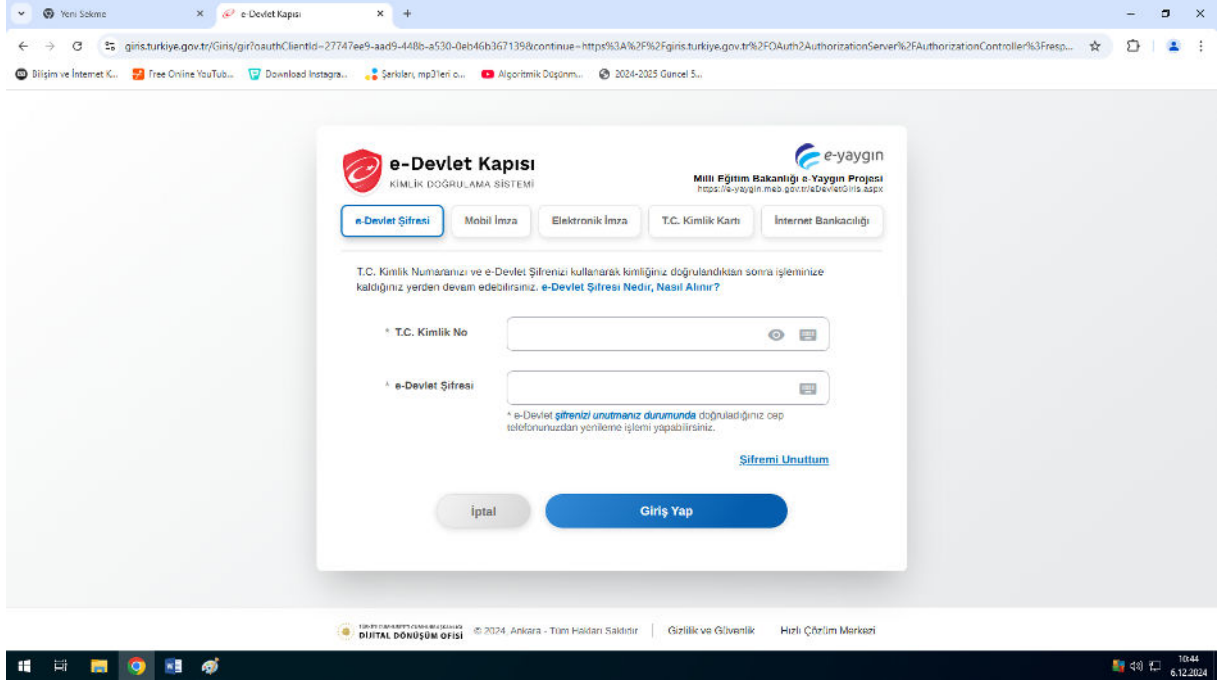 Yeni Sekme
e-Devlet Kapısı
giris.turkiye.gov.tr/Giris/gir?oauthClientId=27747ee9-aad9-448b-a530-0eb46b367139&continue=https%3A%2F%2Fgiris.turkiye.gov.tr%2FOAuth2AuthorizationServer%2FAuthorizationController%3Fresp...
Bilişim ve İnternet K...
Free Online YouTub...
Download Instagra...
Şarkıları, mp3'leri o...
Algoritmik Düşünm...
2024-2025 Güncel S...
e-Devlet Kapısı
KİMLİK DOĞRULAMA SİSTEMİ
e-yaygın
Milli Eğitim Bakanlığı e-Yaygın Projesi
https://e-yaygin.meb.gov.tr/eDevletGiris.aspx
e-Devlet Şifresi
Mobil İmza
Elektronik İmza
T.C. Kimlik Kartı
İnternet Bankacılığı
T.C. Kimlik Numaranızı ve e-Devlet Şifrenizi kullanarak kimliğiniz doğrulandıktan sonra işleminize
kaldığınız yerden devam edebilirsiniz. e-Devlet Şifresi Nedir, Nasıl Alınır?
* T.C. Kimlik No
* e-Devlet Şifresi
* e-Devlet şifrenizi unutmanız durumunda doğruladığınız cep
telefonunuzdan yenileme işlemi yapabilirsiniz.
Şifremi Unuttum
İptal
Giriş Yap
DİJİTAL DÖNÜŞÜM OFİSİ
© 2024, Ankara - Tüm Hakları Saklıdır
Gizlilik ve Güvenlik
Hızlı Çözüm Merkezi
10:44
6.12.2024